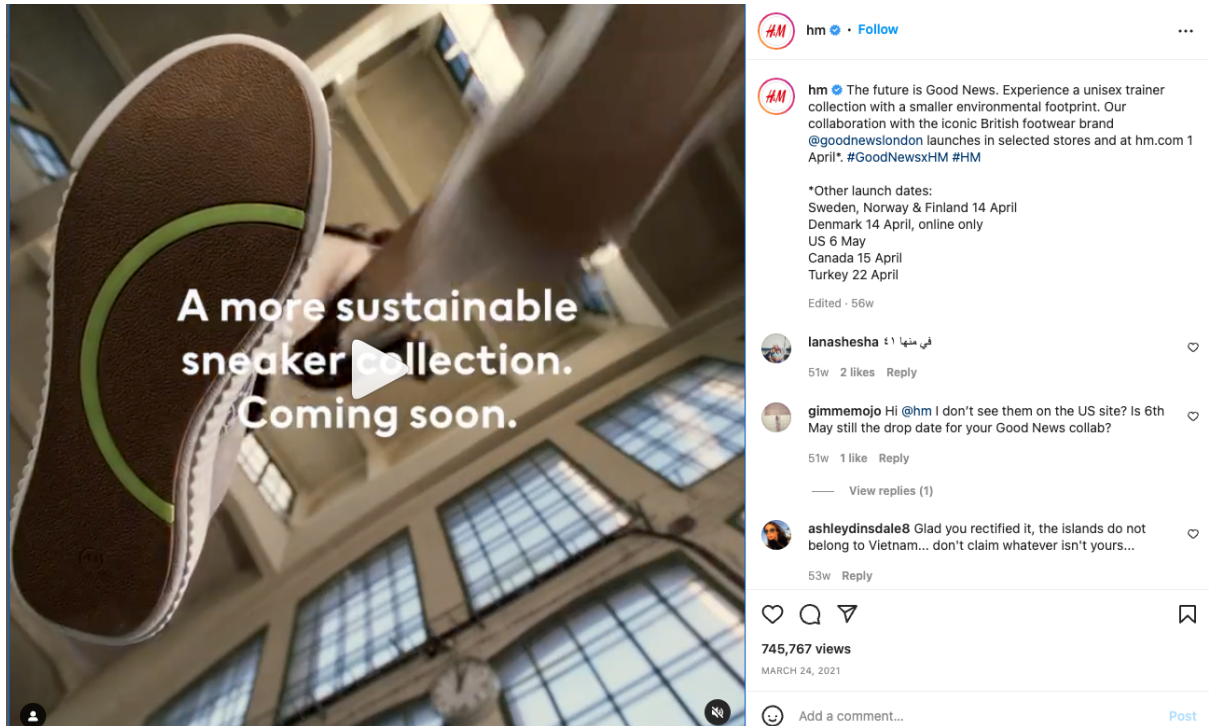 A more sustainable
sneaker collection.
Coming soon.
HM
hm • Follow
HM
hm The future is Good News. Experience a unisex trainer
collection with a smaller environmental footprint. Our
collaboration with the iconic British footwear brand
@goodnewslondon launches in selected stores and at hm.com 1
April*. #GoodNewsxHM #HM
*Other launch dates:
Sweden, Norway & Finland 14 April
Denmark 14 April, online only
US 6 May
Canada 15 April
Turkey 22 April
Edited · 56w
lanashesha في منها ٤١
51w 2 likes Reply
gimmemojo Hi @hm I don't see them on the US site? Is 6th
May still the drop date for your Good News collab?
51w 1 like Reply
View replies (1)
ashleydinsdale8 Glad you rectified it, the islands do not
belong to Vietnam... don't claim whatever isn't yours...
53w Reply
745,767 views
MARCH 24, 2021
Add a comment...
Post